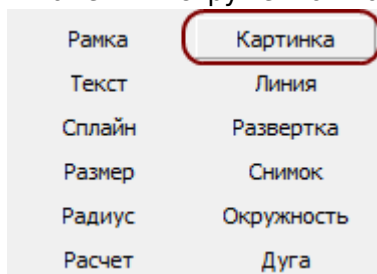 Рамка Картинка
Текст Линия
Сплайн Развертка
Размер Снимок
Радиус Окружность
Расчет Дуга